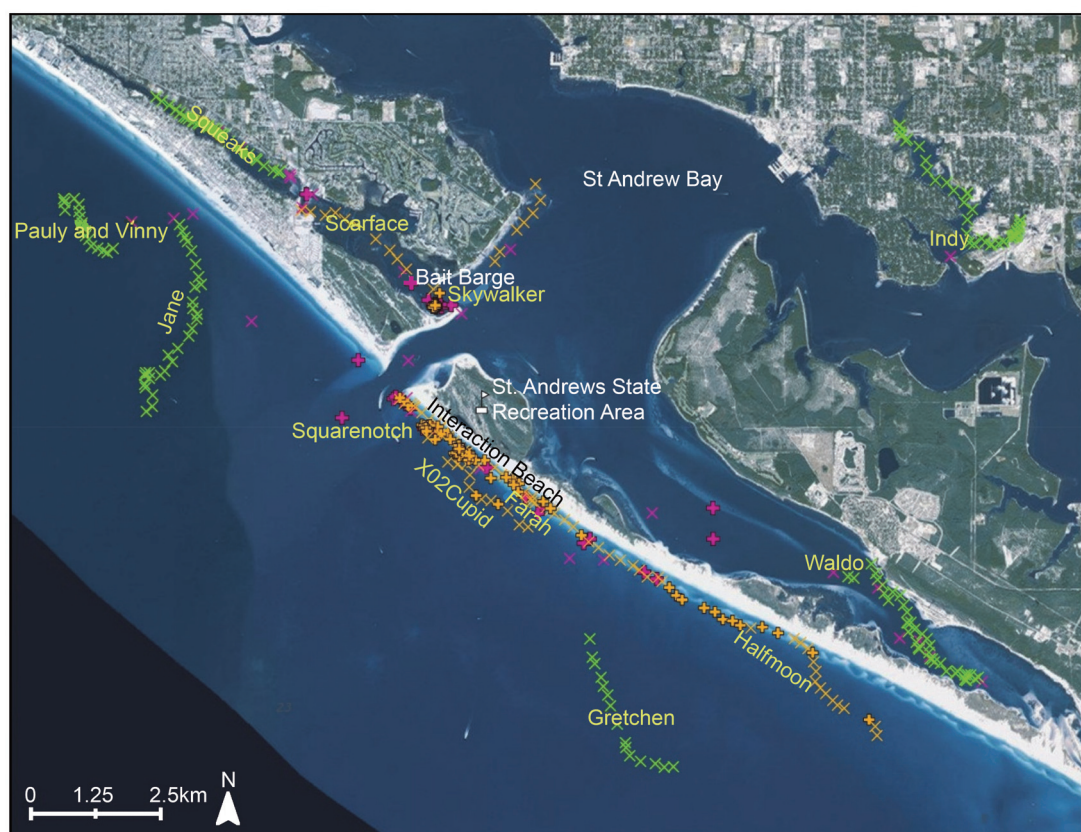 Squeaks
St Andrew Bay
Pauly and Vinny
Scarface
Indy
Bait Barge
Skywalker
Jane
St. Andrews State
Recreation Area
Interaction Beach
Squarenotch
X02Cupid
Farah
Waldo
Halfmoon
Gretchen
N
0 1.25 2.5km